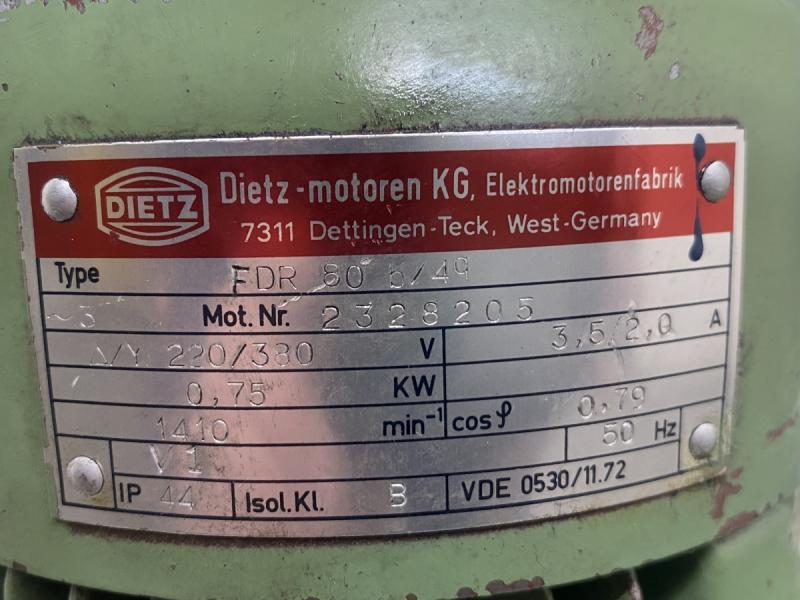 DIETZ
Dietz-motoren KG, Elektromotorenfabrik
7311 Dettingen-Teck, West-Germany
Type FDR 80 b/49
~3 Mot. Nr. 2328205
Δ/Y 220/380 V 3,5/2,0 A
0,75 KW
1410 min⁻¹ cos φ 0,79
V1 50 Hz
IP 44 Isol.Kl. B VDE 0530/11.72